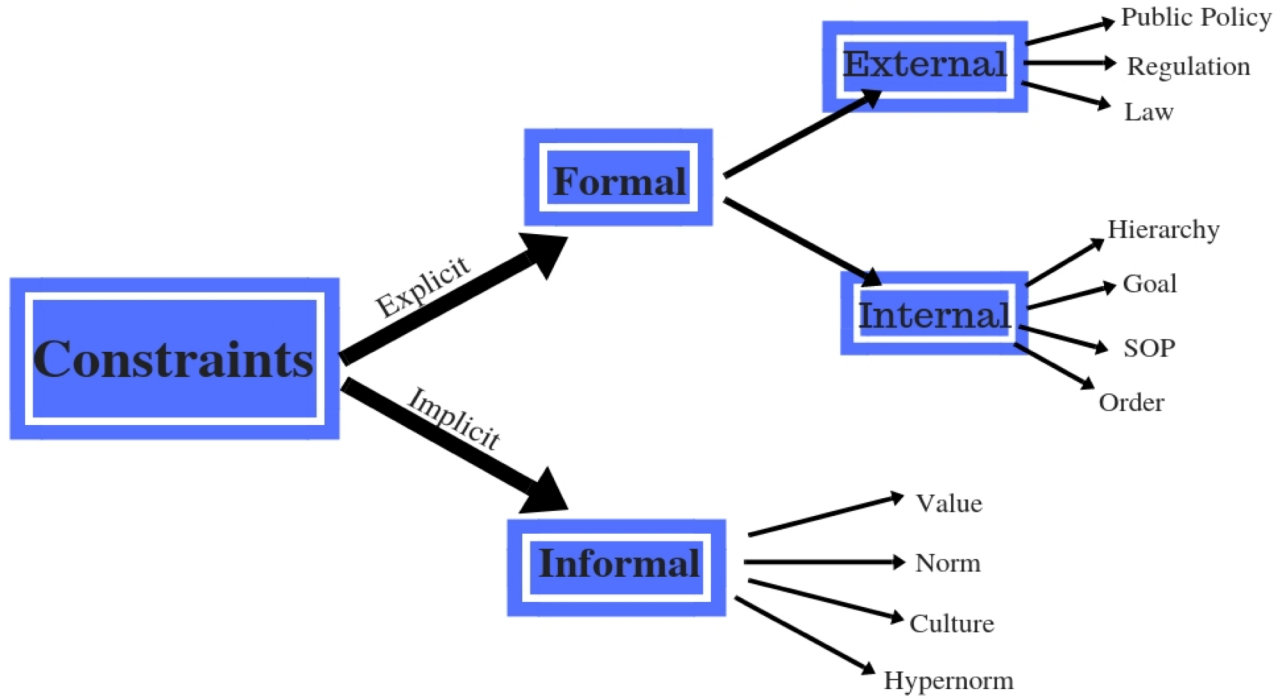 Public Policy
External
Regulation
Law
Formal
Explicit
Hierarchy
Goal
Internal
SOP
Order
Constraints
Implicit
Value
Informal
Norm
Culture
Hypernorm